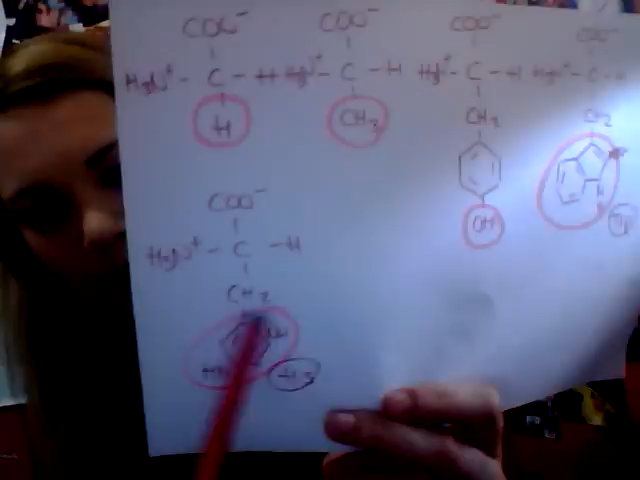 COO⁻ COO⁻ COO⁻ COO⁻
H₃N⁺ - C - H H₃N⁺ - C - H H₃N⁺ - C - H H₃N⁺ - C - H
H CH₃ CH₂ CH₂
OH
COO⁻
H₃N⁺ - C - H
CH₂